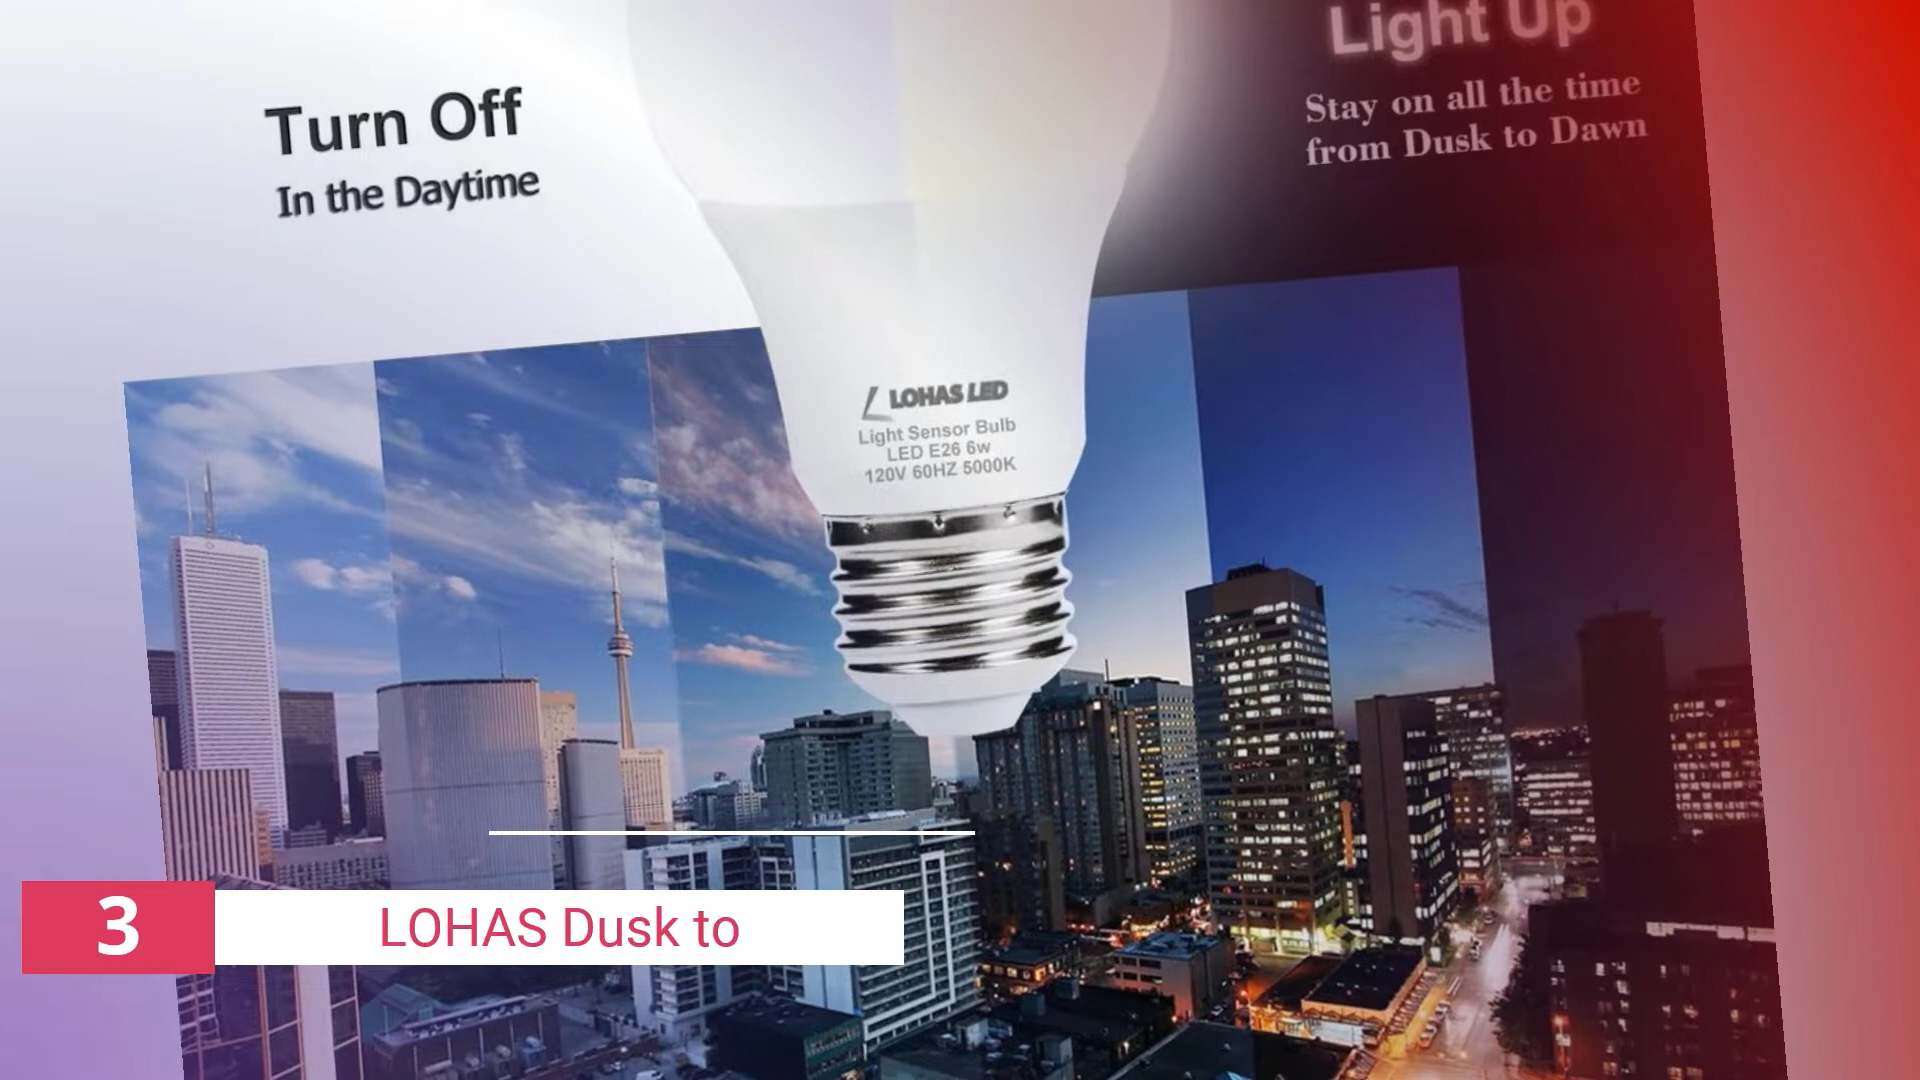 Turn Off
In the Daytime
Light Up
Stay on all the time
from Dusk to Dawn
LOHAS LED
Light Sensor Bulb
LED E26 6w
120V 60HZ 5000K
3
LOHAS Dusk to